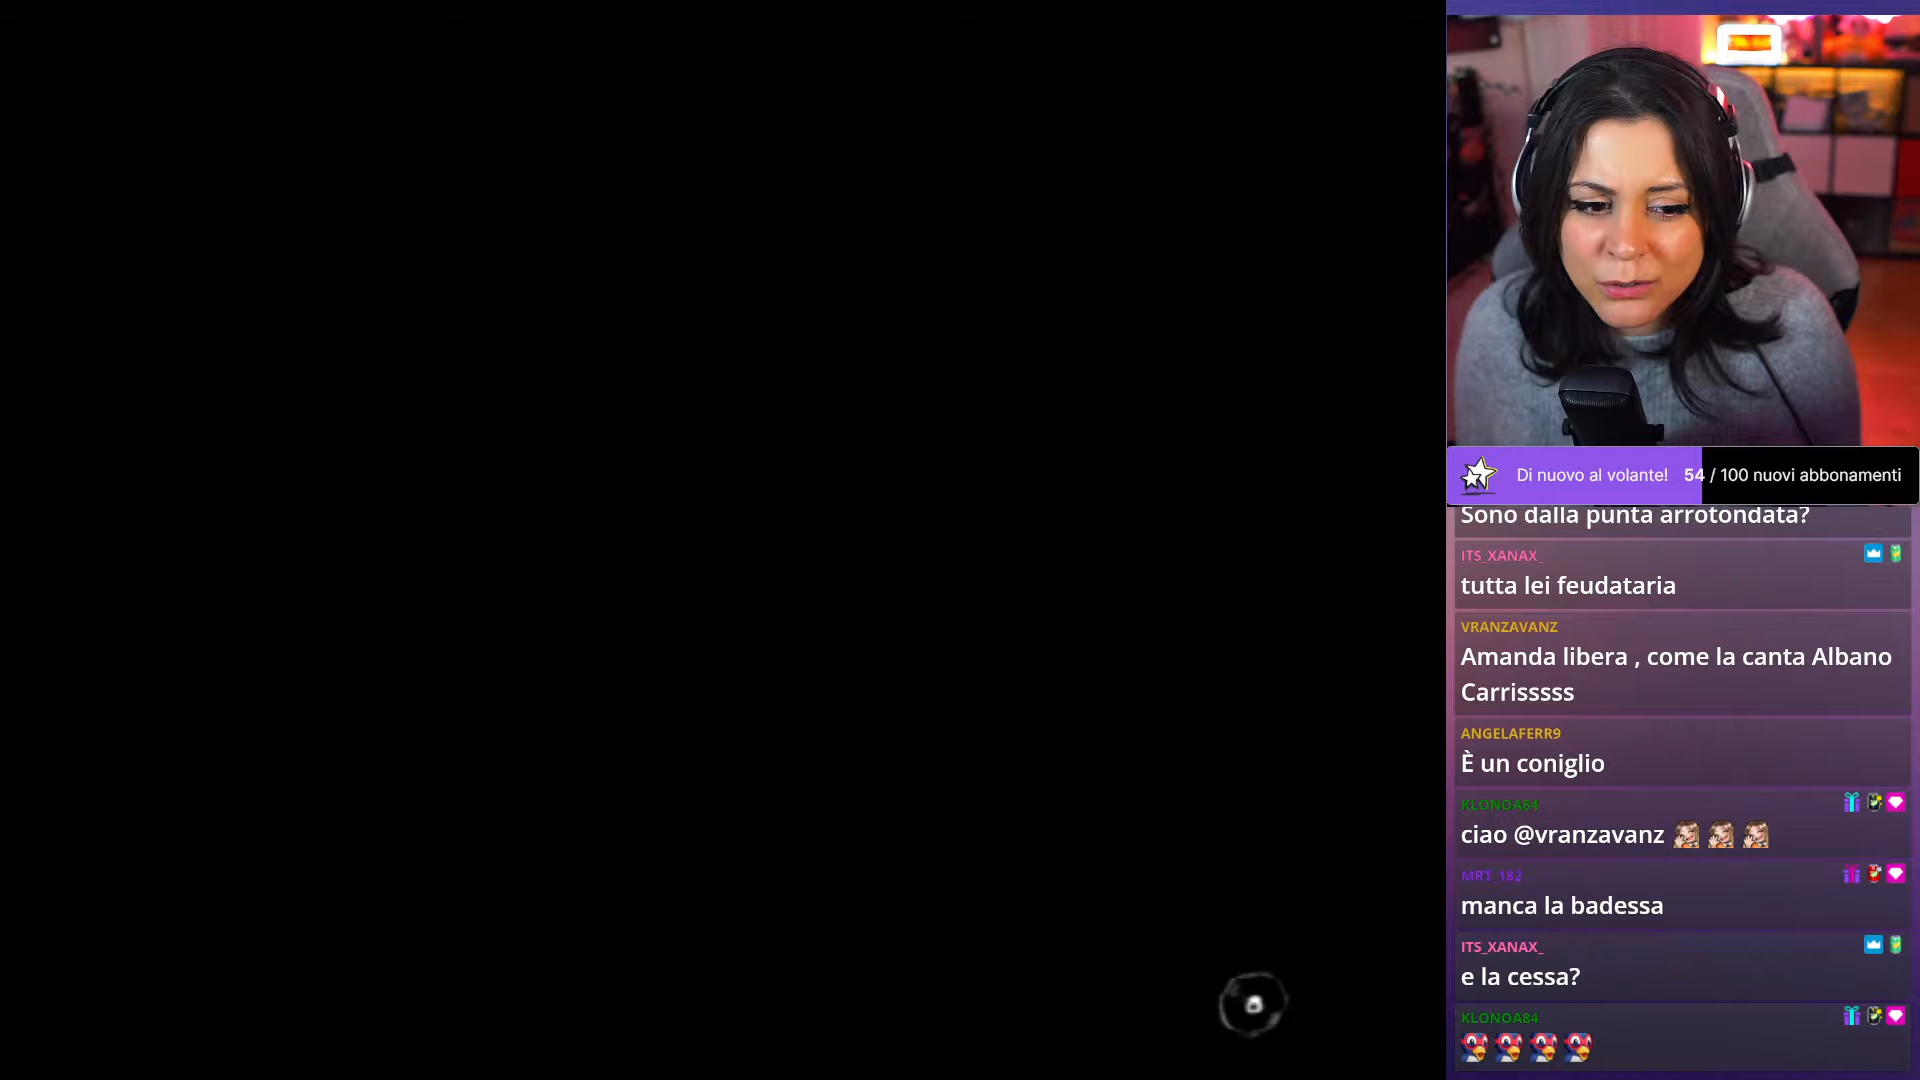 Di nuovo al volante! 54 / 100 nuovi abbonamenti
Sono dalla punta arrotondata?
ITS_XANAX_
tutta lei feudataria
VRANZAVANZ
Amanda libera , come la canta Albano
Carrisssss
ANGELAFERR9
È un coniglio
KLONOA84
ciao @vranzavanz
MR1_182
manca la badessa
ITS_XANAX_
e la cessa?
KLONOA84